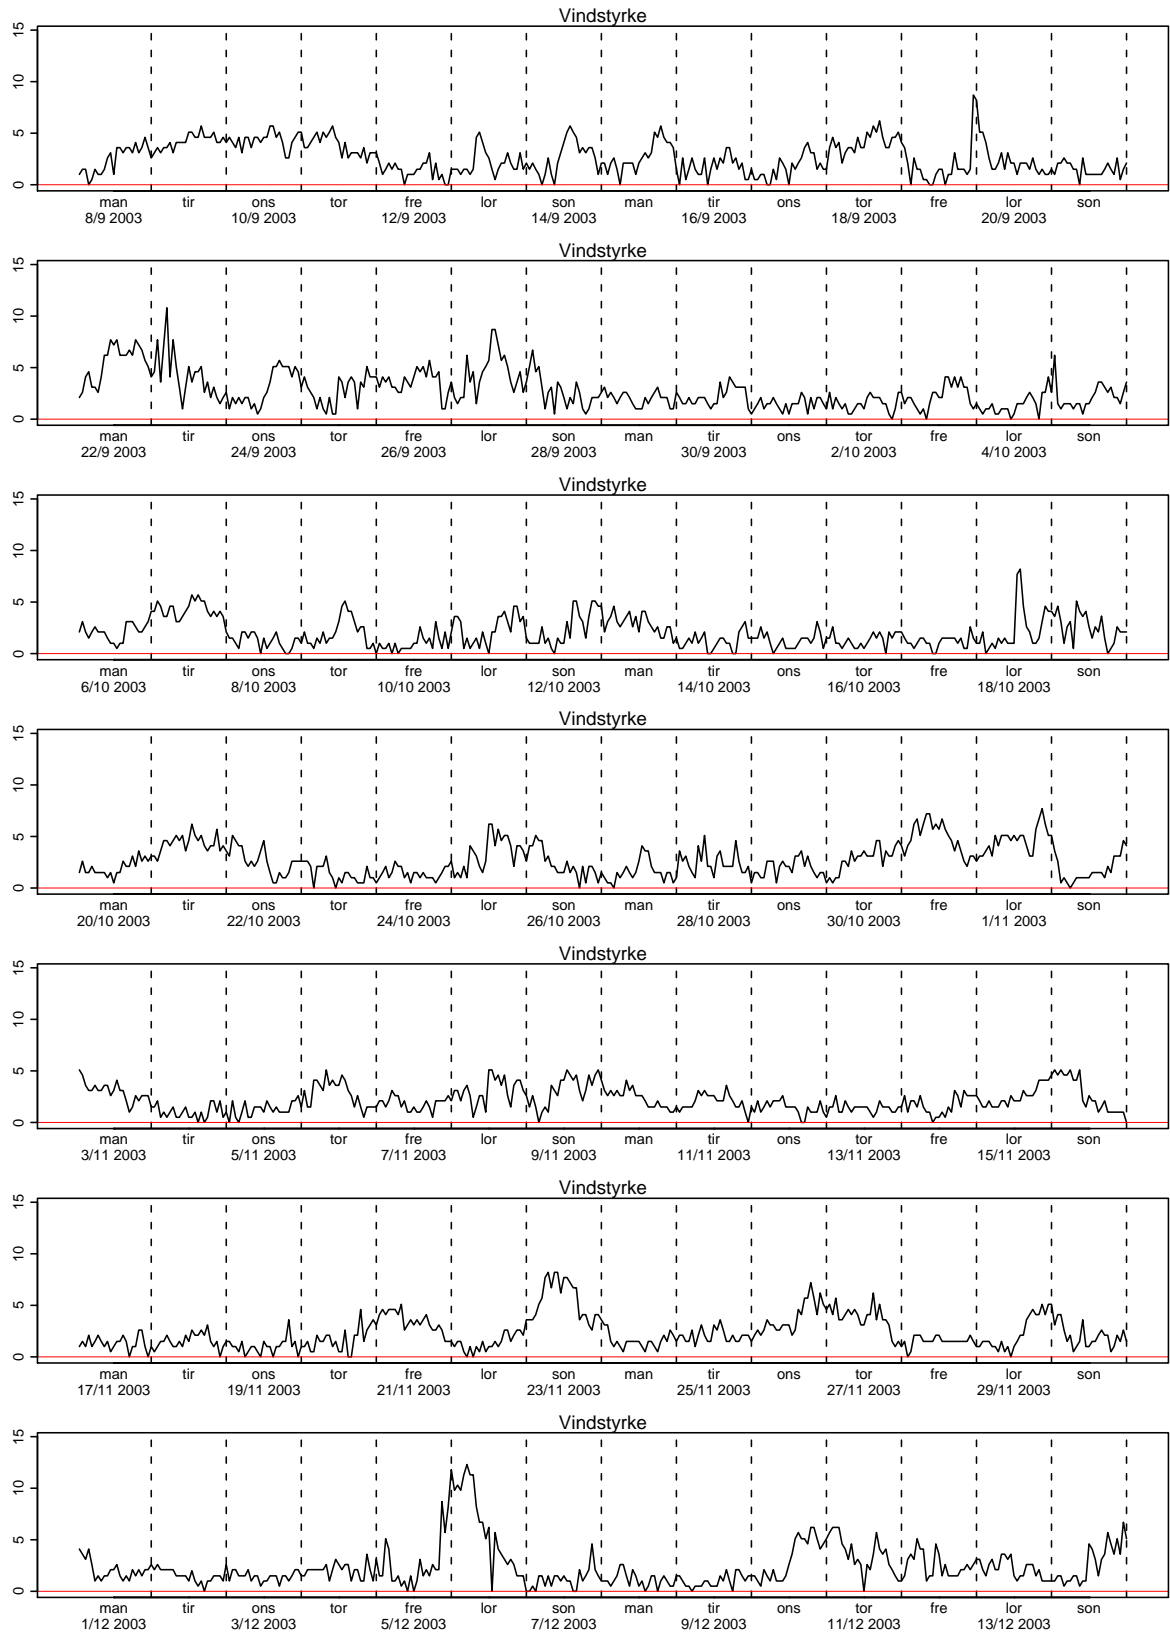 Vindstyrke
15
10
5
0
man tir ons tor fre lor son man tir ons tor fre lor son
8/9 2003 10/9 2003 12/9 2003 14/9 2003 16/9 2003 18/9 2003 20/9 2003
Vindstyrke
15
10
5
0
man tir ons tor fre lor son man tir ons tor fre lor son
22/9 2003 24/9 2003 26/9 2003 28/9 2003 30/9 2003 2/10 2003 4/10 2003
Vindstyrke
15
10
5
0
man tir ons tor fre lor son man tir ons tor fre lor son
6/10 2003 8/10 2003 10/10 2003 12/10 2003 14/10 2003 16/10 2003 18/10 2003
Vindstyrke
15
10
5
0
man tir ons tor fre lor son man tir ons tor fre lor son
20/10 2003 22/10 2003 24/10 2003 26/10 2003 28/10 2003 30/10 2003 1/11 2003
Vindstyrke
15
10
5
0
man tir ons tor fre lor son man tir ons tor fre lor son
3/11 2003 5/11 2003 7/11 2003 9/11 2003 11/11 2003 13/11 2003 15/11 2003
Vindstyrke
15
10
5
0
man tir ons tor fre lor son man tir ons tor fre lor son
17/11 2003 19/11 2003 21/11 2003 23/11 2003 25/11 2003 27/11 2003 29/11 2003
Vindstyrke
15
10
5
0
man tir ons tor fre lor son man tir ons tor fre lor son
1/12 2003 3/12 2003 5/12 2003 7/12 2003 9/12 2003 11/12 2003 13/12 2003